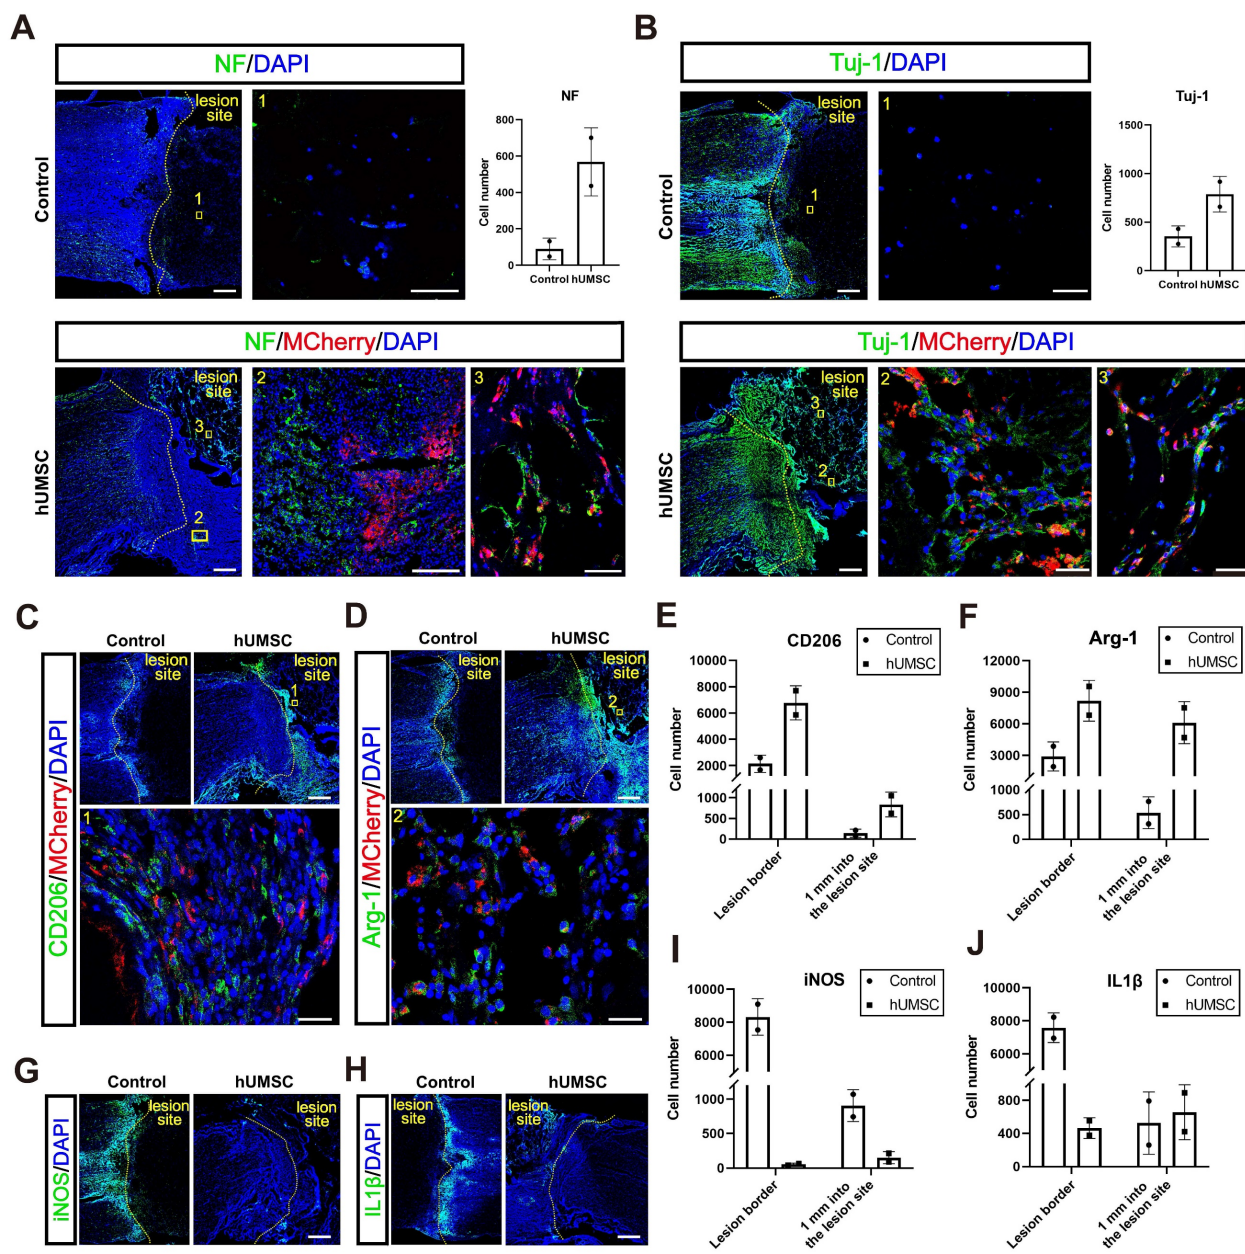 A
NF/DAPI
Control
lesion
site
1
1
NF
Cell number
800
600
400
200
0
Control hUMSC
NF/MCherry/DAPI
hUMSC
lesion
site
3
2
2
3
B
Tuj-1/DAPI
Control
lesion
site
1
1
Tuj-1
Cell number
1500
1000
500
0
Control hUMSC
Tuj-1/MCherry/DAPI
hUMSC
lesion
site
3
2
2
3
C
CD206/MCherry/DAPI
Control
hUMSC
lesion
site
1
1
D
Arg-1/MCherry/DAPI
Control
hUMSC
lesion
site
2
2
E
CD206
Control
hUMSC
Cell number
10000
8000
6000
4000
2000
1000
500
0
Lesion border
1 mm into
the lesion site
F
Arg-1
Control
hUMSC
Cell number
12000
9000
6000
3000
1000
500
0
Lesion border
1 mm into
the lesion site
G
iNOS/DAPI
Control
hUMSC
lesion
site
lesion
site
H
IL1β/DAPI
Control
hUMSC
lesion
site
lesion
site
I
iNOS
Control
hUMSC
Cell number
10000
8000
6000
1000
500
0
Lesion border
1 mm into
the lesion site
J
IL1β
Control
hUMSC
Cell number
10000
8000
6000
800
400
0
Lesion border
1 mm into
the lesion site